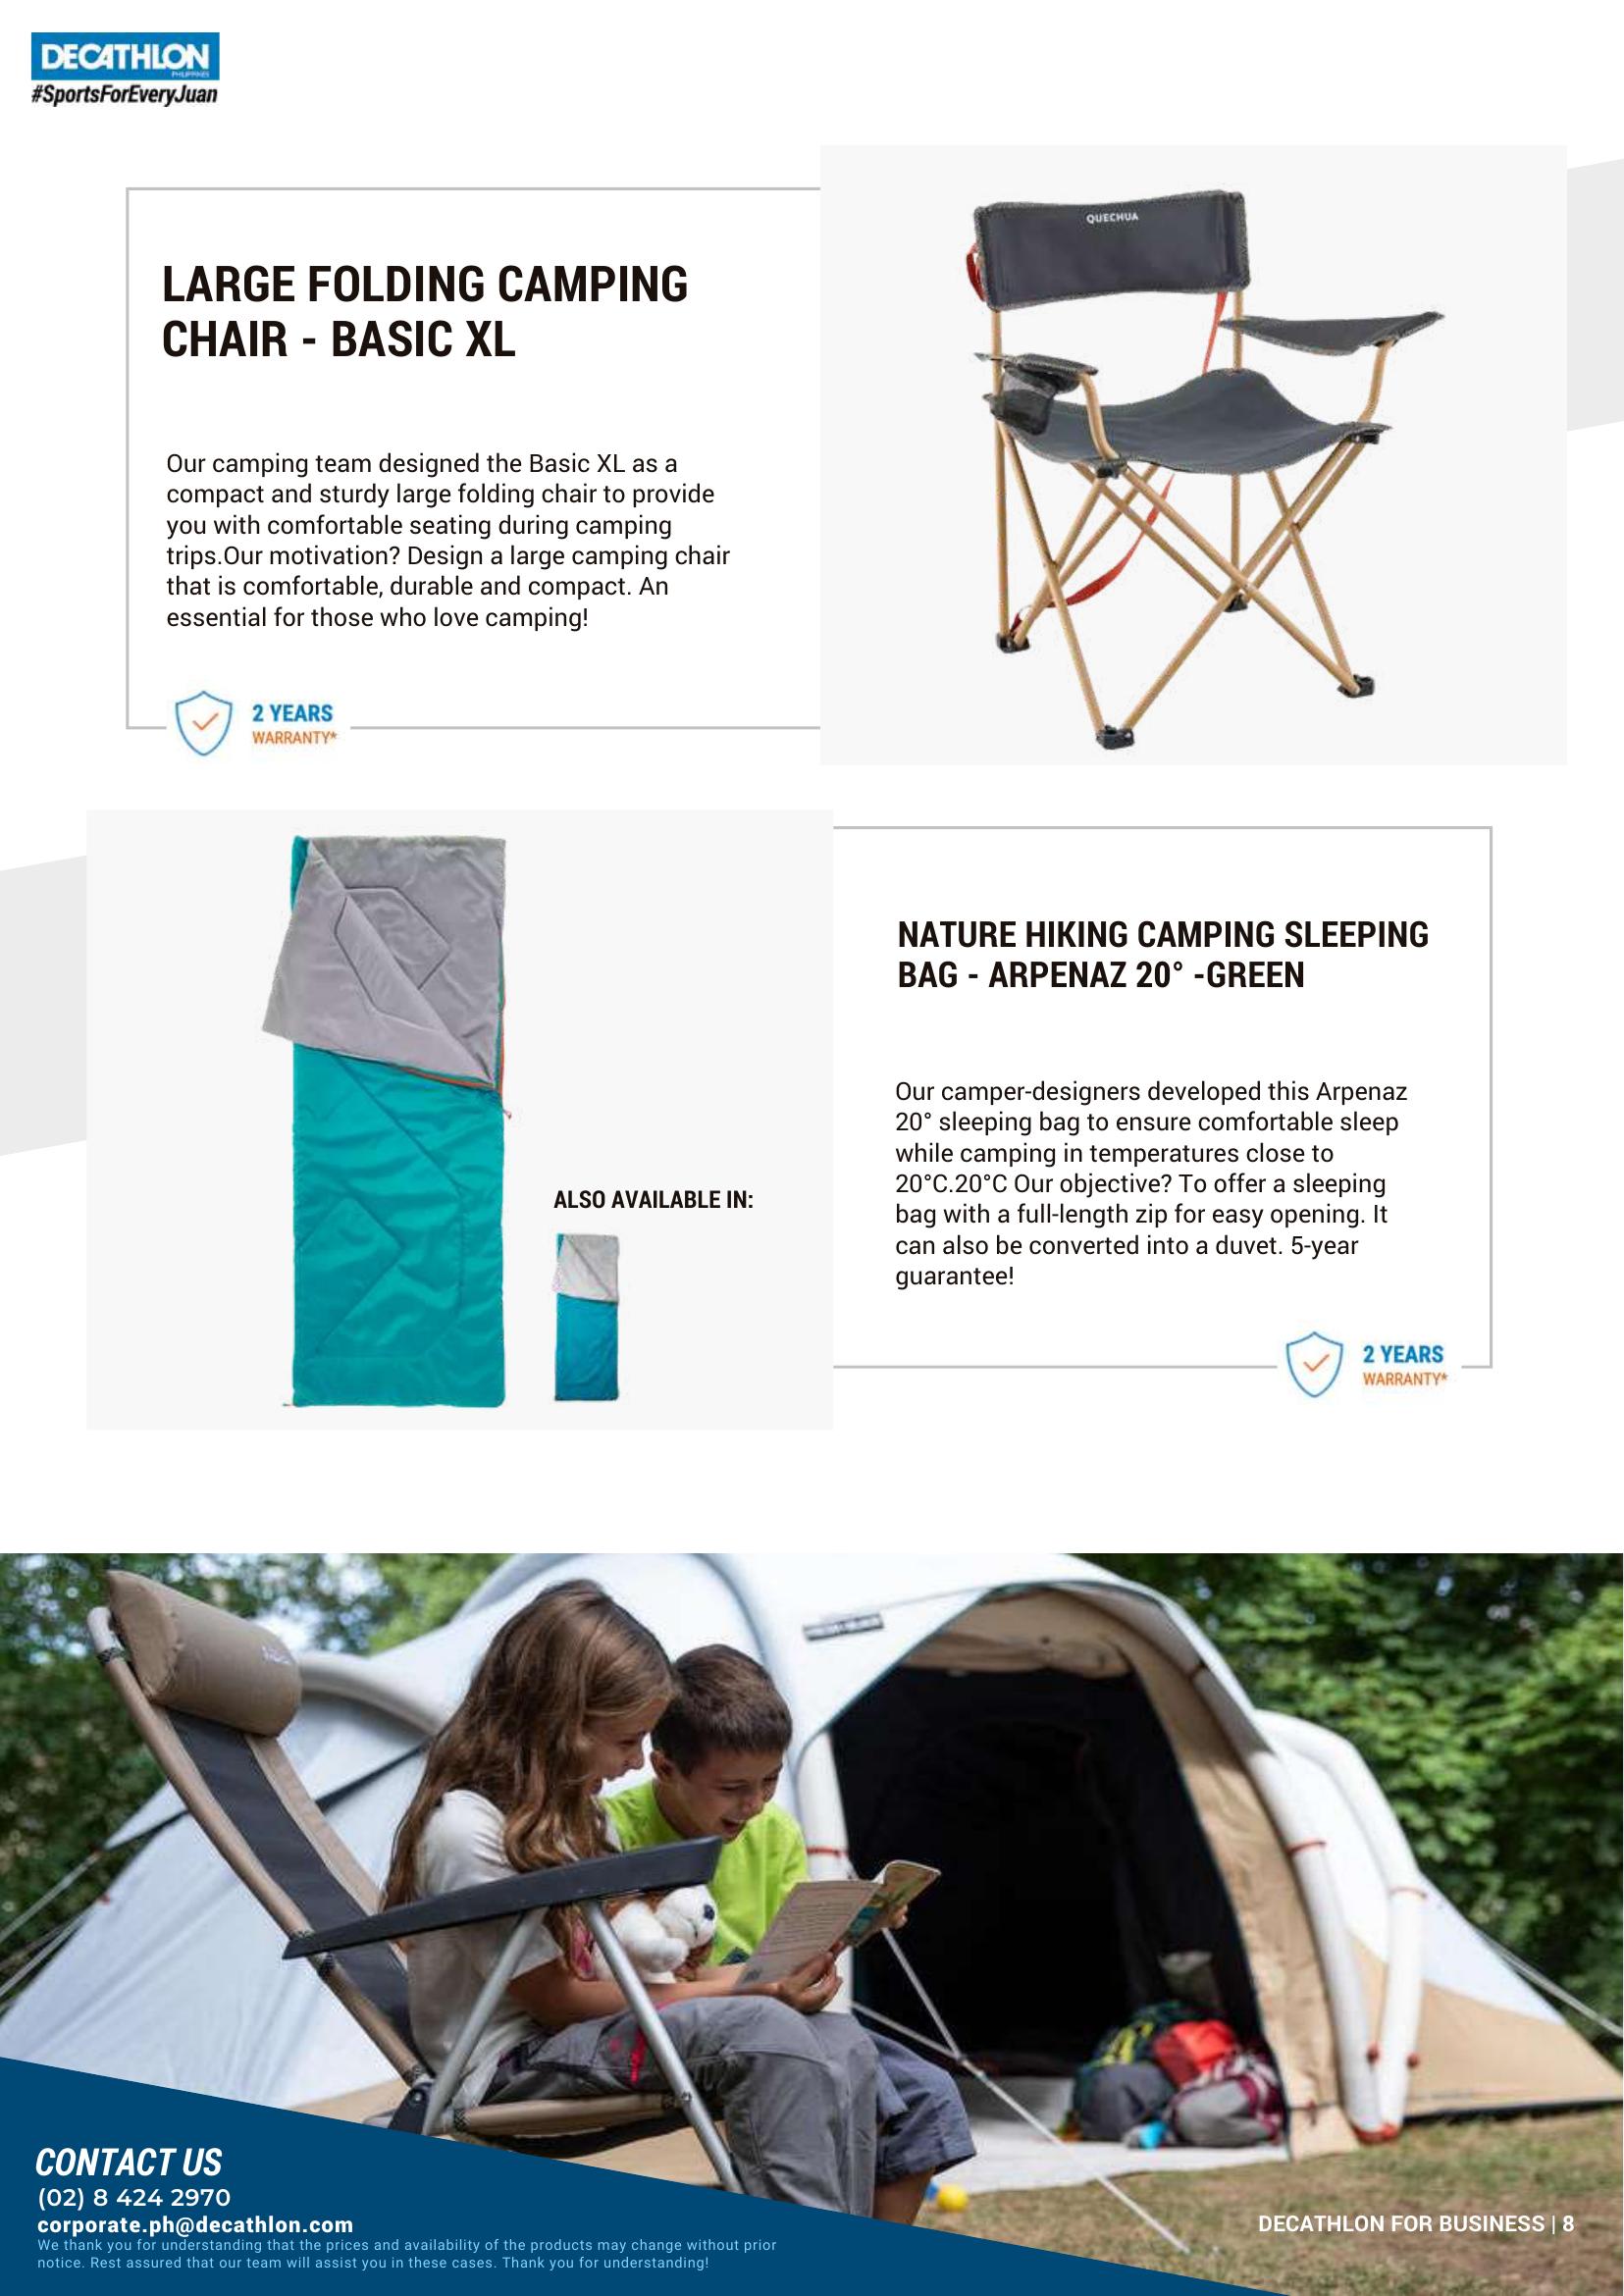 DECATHLON
PHILIPPINES
#SportsForEveryJuan
LARGE FOLDING CAMPING
CHAIR - BASIC XL
QUECHUA
Our camping team designed the Basic XL as a
compact and sturdy large folding chair to provide
you with comfortable seating during camping
trips.Our motivation? Design a large camping chair
that is comfortable, durable and compact. An
essential for those who love camping!
2 YEARS
WARRANTY*
NATURE HIKING CAMPING SLEEPING
BAG - ARPENAZ 20° -GREEN
Our camper-designers developed this Arpenaz
20° sleeping bag to ensure comfortable sleep
while camping in temperatures close to
20°C.20°C Our objective? To offer a sleeping
bag with a full-length zip for easy opening. It
can also be converted into a duvet. 5-year
guarantee!
ALSO AVAILABLE IN:
2 YEARS
WARRANTY*
CONTACT US
(02) 8 424 2970
corporate.ph@decathlon.com
We thank you for understanding that the prices and availability of the products may change without prior
notice. Rest assured that our team will assist you in these cases. Thank you for understanding!
DECATHLON FOR BUSINESS | 8